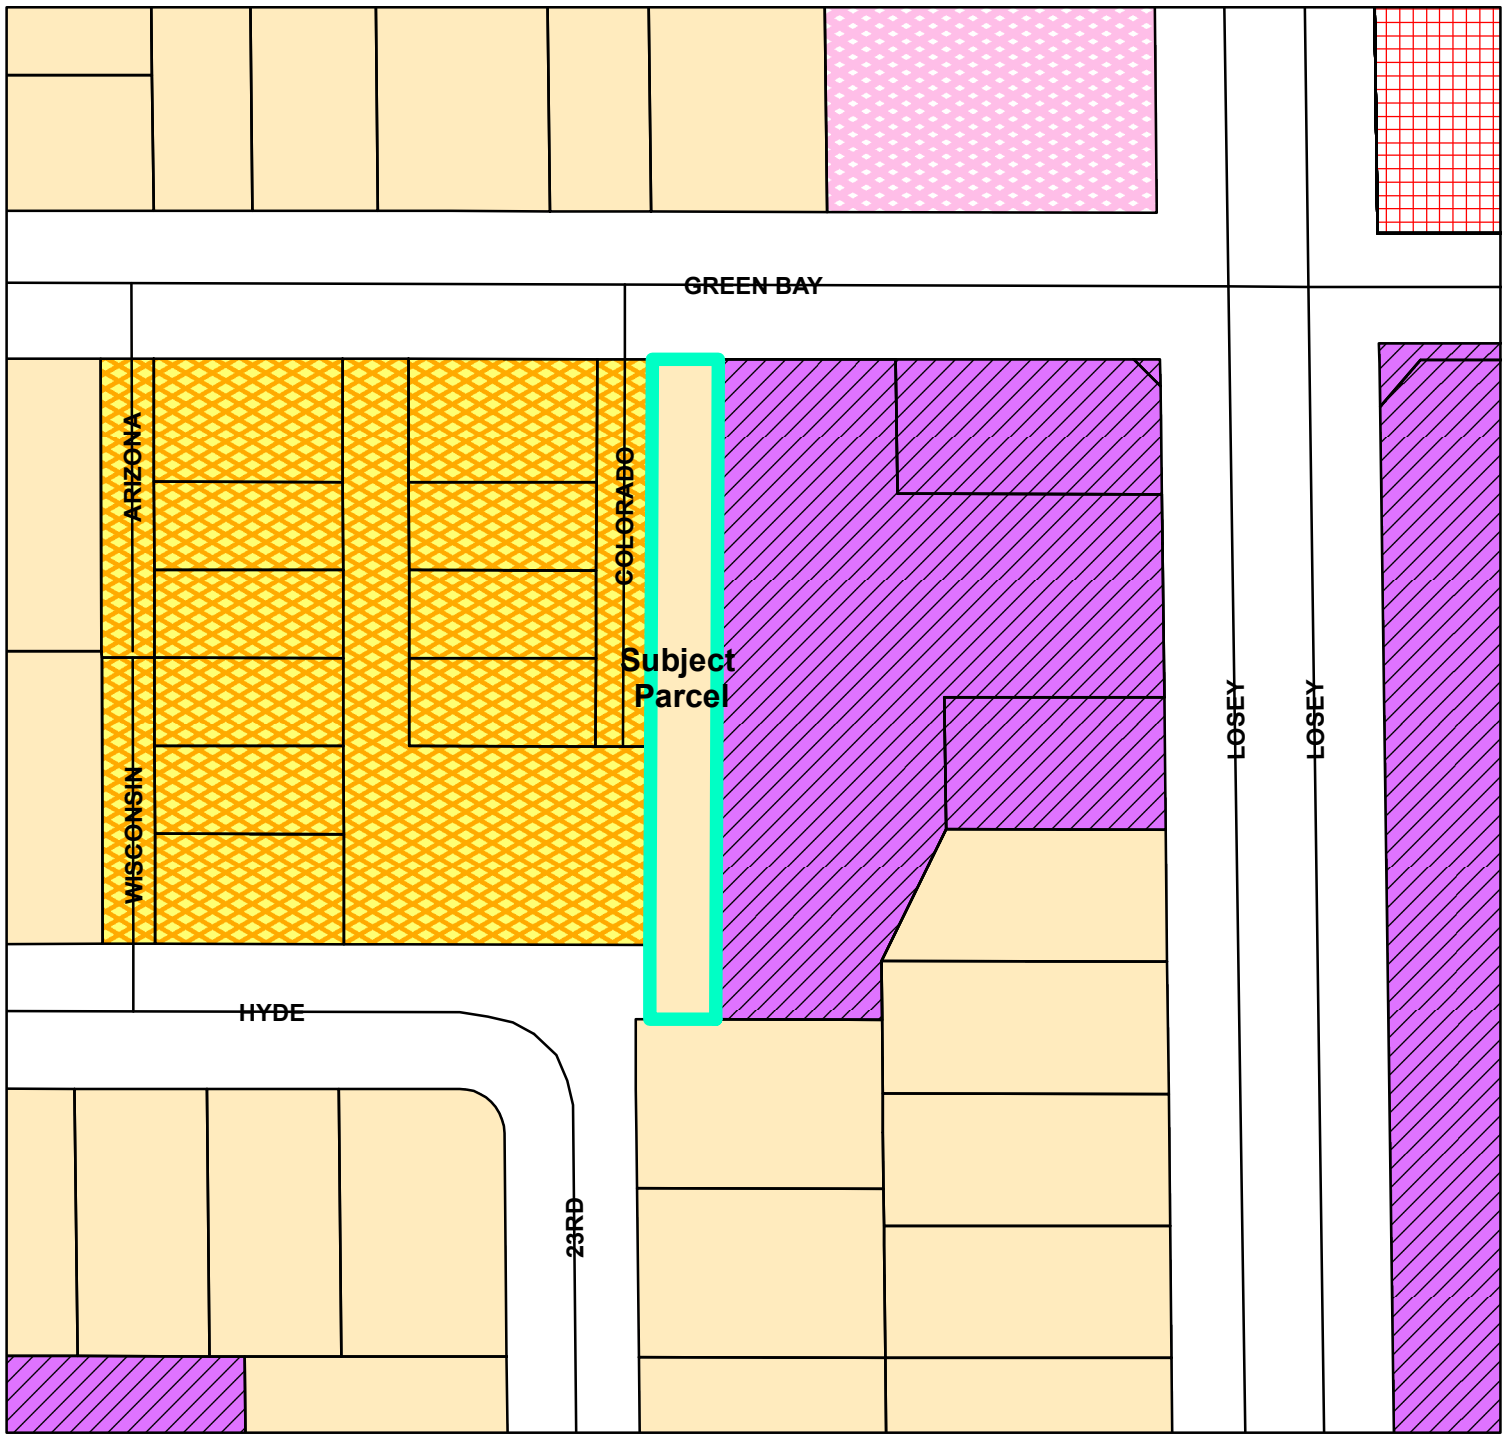 GREEN BAY
ARIZONA
COLORADO
Subject
Parcel
LOSEY
LOSEY
WISCONSIN
HYDE
23RD